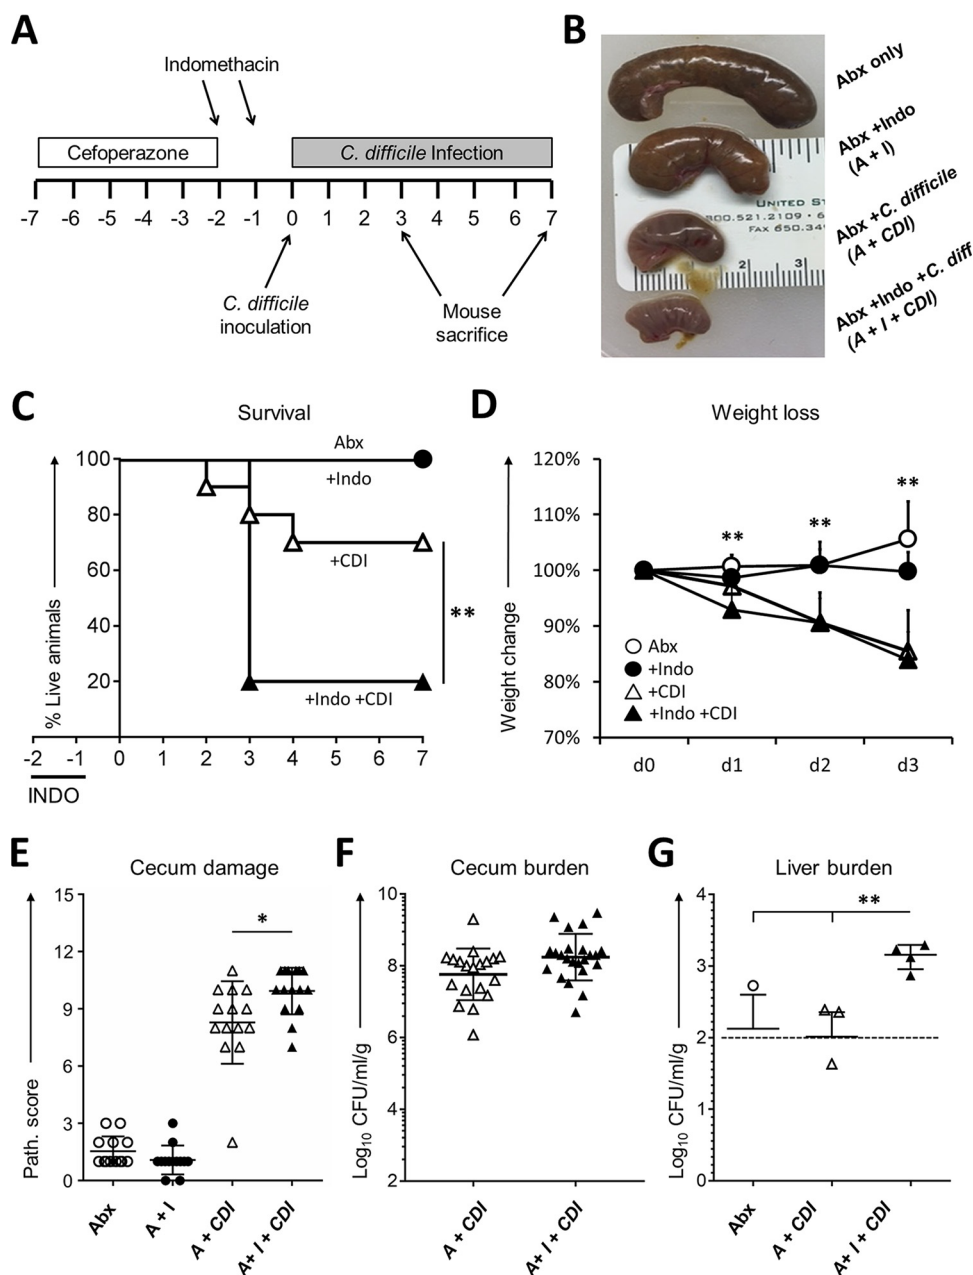 A
Indomethacin
Cefoperazone
C. difficile Infection
-7 -6 -5 -4 -3 -2 -1 0 1 2 3 4 5 6 7
C. difficile
inoculation
Mouse
sacrifice
B
Abx only
Abx +Indo
(A + I)
Abx +C. difficile
(A + CDI)
Abx +Indo +C. diff
(A + I + CDI)
UNITED ST
800.521.2109 · 6
FAX 650.349
2 3
C
Survival
% Live animals
100
80
60
40
20
Abx
+Indo
+CDI
+Indo +CDI
**
-2 -1 0 1 2 3 4 5 6 7
INDO
D
Weight loss
Weight change
120%
110%
100%
90%
80%
70%
** ** **
Abx
+Indo
+CDI
+Indo +CDI
d0 d1 d2 d3
E
Cecum damage
Path. score
15
12
9
6
3
0
*
Abx
A + I
A + CDI
A+ I + CDI
F
Cecum burden
Log10 CFU/ml/g
10
8
6
4
2
A + CDI
A+ I + CDI
G
Liver burden
Log10 CFU/ml/g
4
3
2
1
0
**
Abx
A + CDI
A+ I + CDI